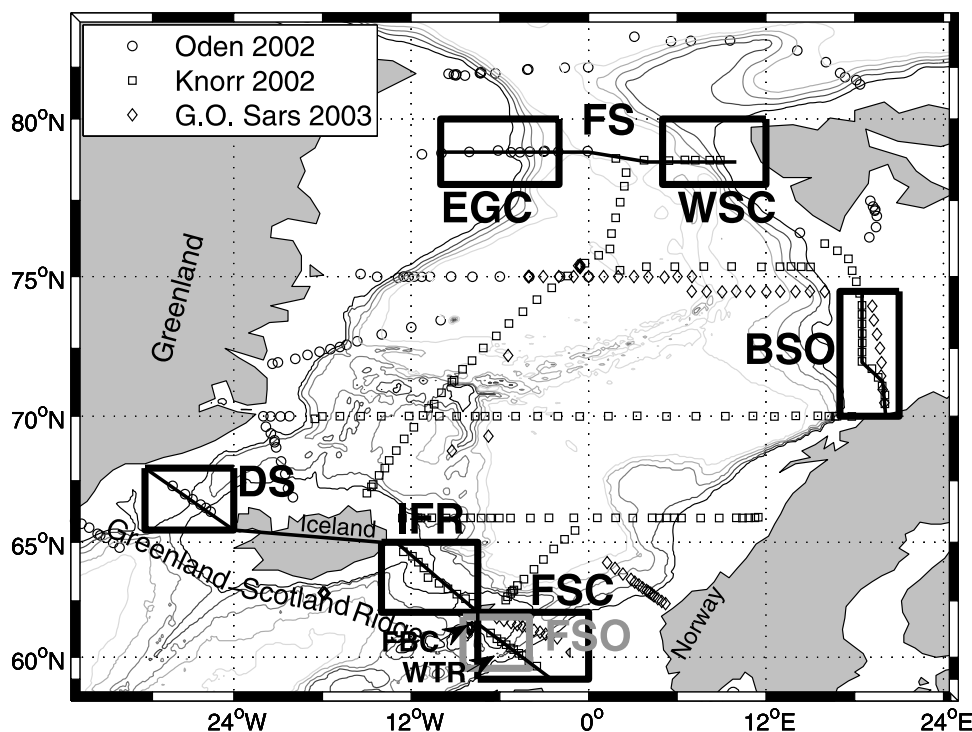 Oden 2002
Knorr 2002
G.O. Sars 2003
80°N
FS
EGC
WSC
Greenland
75°N
BSO
70°N
DS
IFR
Iceland
65°N
Greenland-Scotland Ridge
FSC
FBC
FSO
Norway
60°N
WTR
24°W
12°W
0°
12°E
24°E